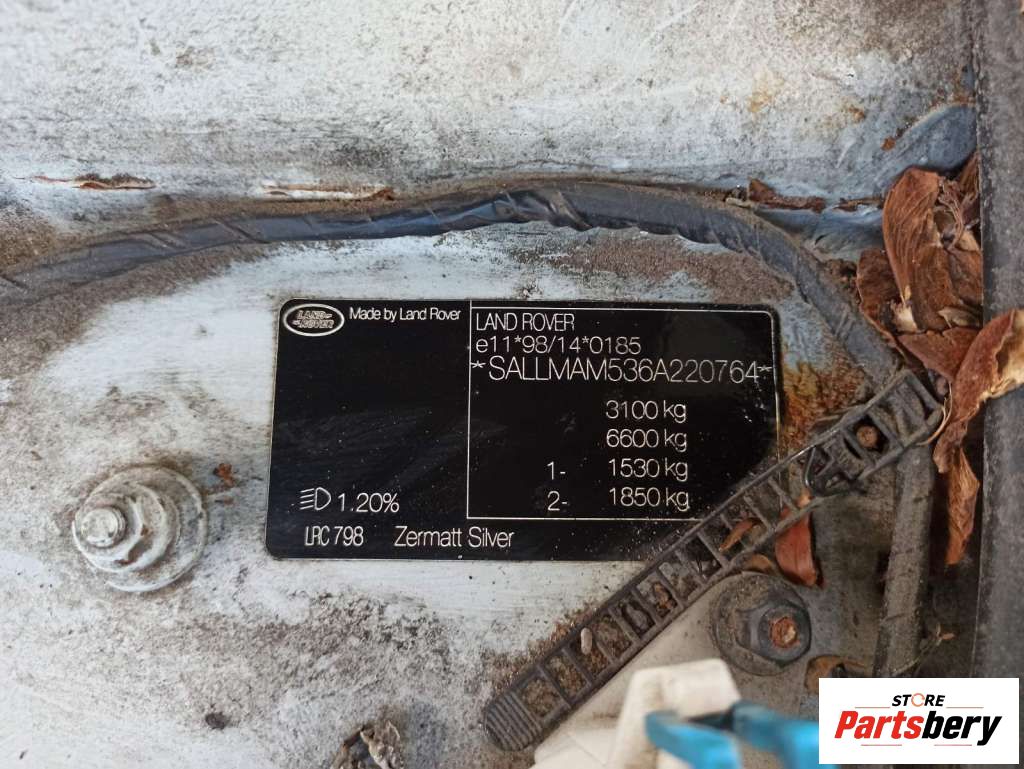 LAND
ROVER
Made by Land Rover
LAND ROVER
e11*98/14*0185
*SALLMAM536A220764*
3100 kg
6600 kg
1- 1530 kg
2- 1850 kg
1.20%
LRC 798 Zermatt Silver
STORE
Partsbery